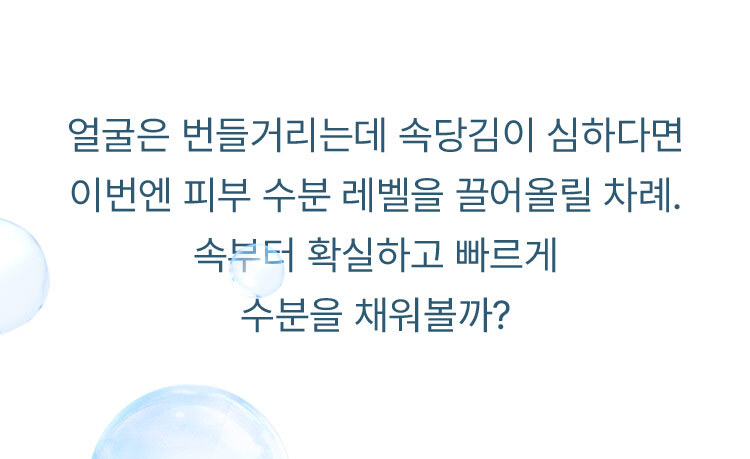 얼굴은 번들거리는데 속당김이 심하다면
이번엔 피부 수분 레벨을 끌어올릴 차례.
속부터 확실하고 빠르게
수분을 채워볼까?